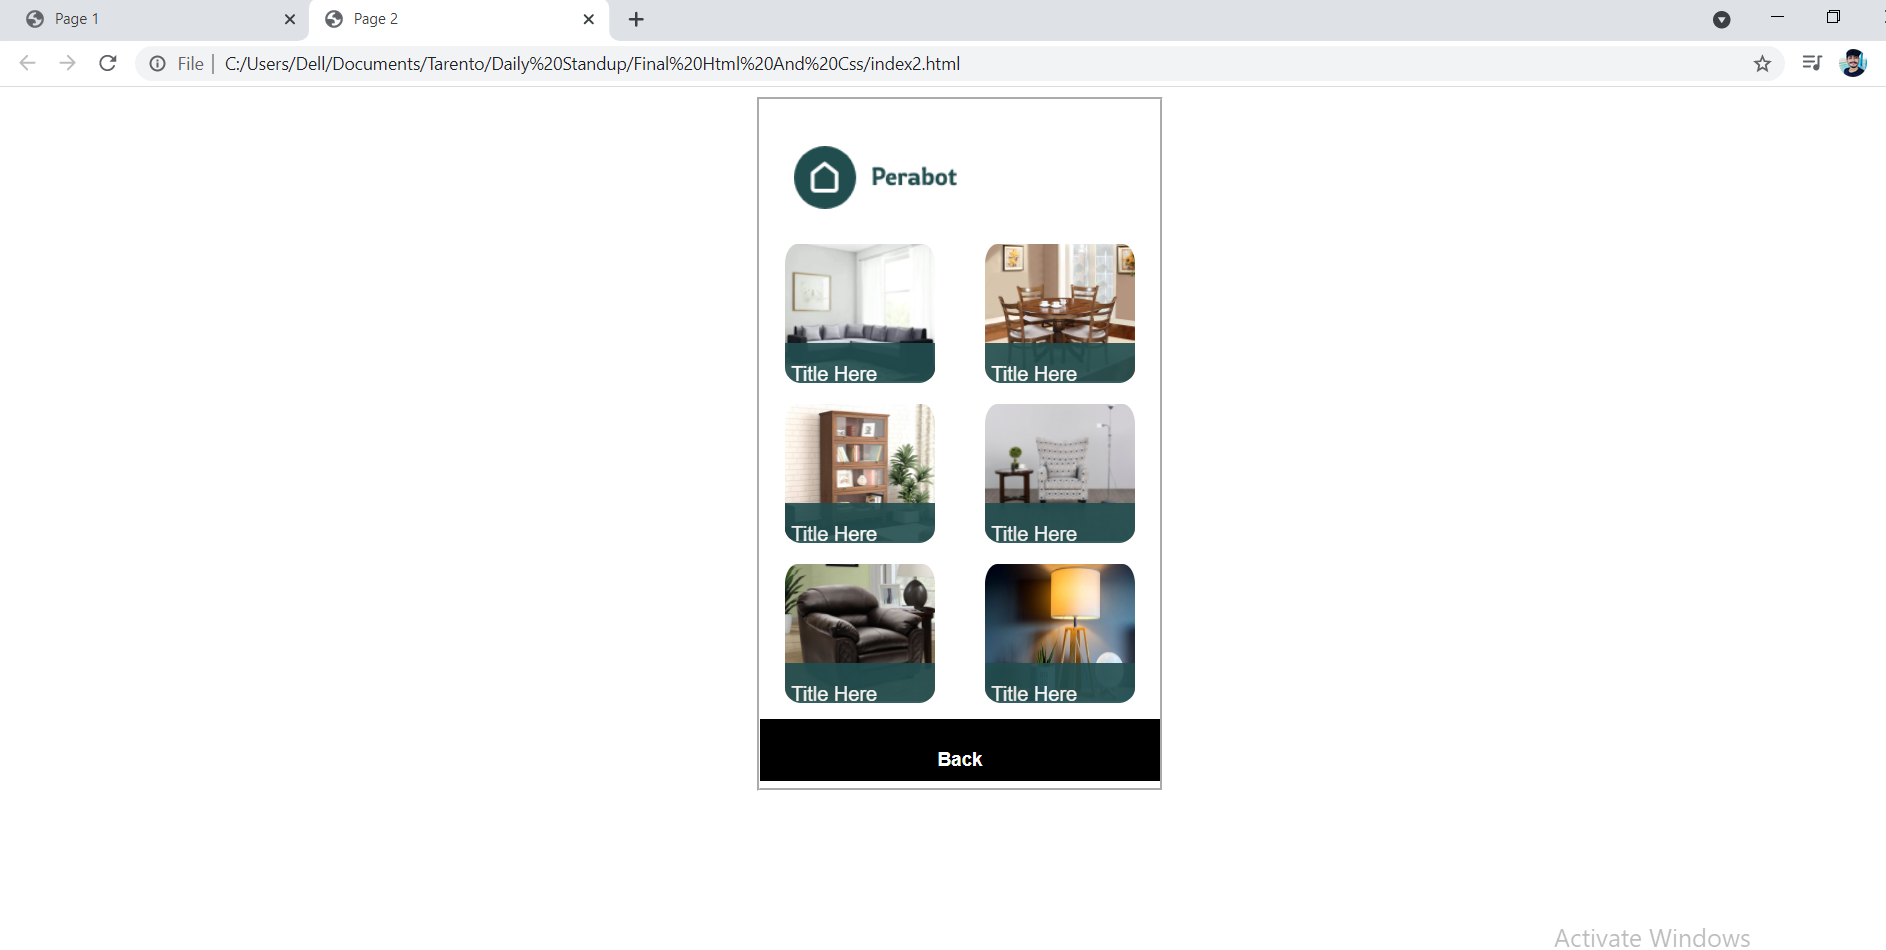 Page 1
Page 2
File
C:/Users/Dell/Documents/Tarento/Daily%20Standup/Final%20Html%20And%20Css/index2.html
Perabot
Title Here
Title Here
Title Here
Title Here
Title Here
Title Here
Back
Activate Windows